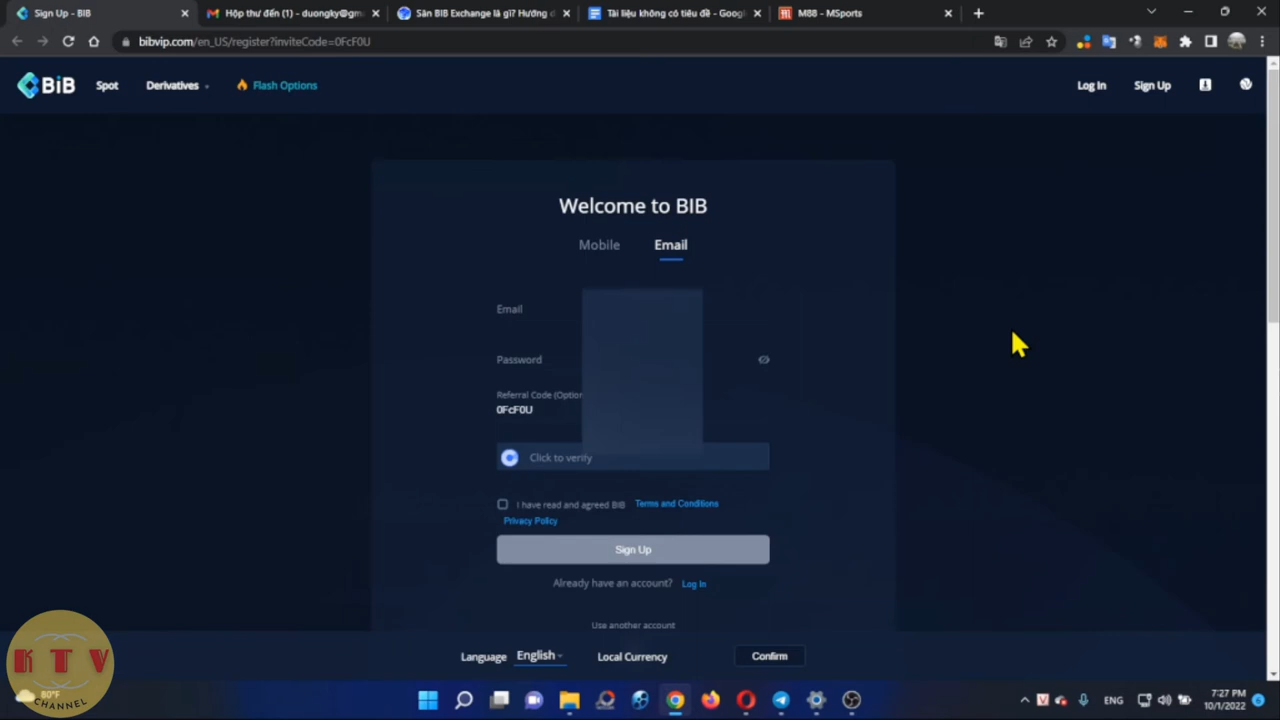 Sign Up - BIB
Hộp thư đến (1) - duongky@gm
Sàn BIB Exchange là gì? Hướng d
Tài liệu không có tiêu đề - Googl
M88 - MSports
bibvip.com/en_US/register?inviteCode=0FcF0U
BiB
Spot
Derivatives
Flash Options
Log In
Sign Up
Welcome to BIB
Mobile
Email
Email
Password
Referral Code (Option
0FcF0U
Click to verify
I have read and agreed BIB Terms and Conditions
Privacy Policy
Sign Up
Already have an account? Log In
Use another account
Language English Local Currency Confirm
KTV
CHANNEL
80°F
ENG
7:27 PM
10/1/2022